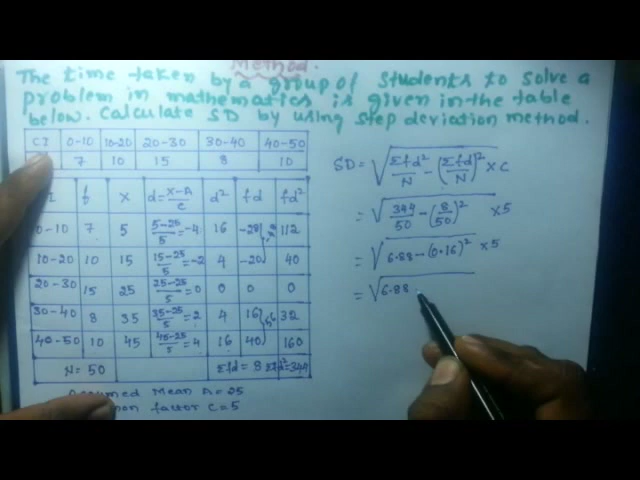 Method.
The time taken by a group of students to solve a
problem in mathematics is given in the table
below. Calculate SD by using step deviation method.
CI 0-10 10-20 20-30 30-40 40-50
7 10 15 8 10
f x d=x-A/c d² fd fd²
0-10 7 5 5-25/5=-4 16 -28 112
10-20 10 15 15-25/5=-2 4 -20 40
20-30 15 25 25-25/5=0 0 0 0
30-40 8 35 35-25/5=2 4 16 32
40-50 10 45 45-25/5=4 16 40 160
N=50 Σfd=8 Σfd²=344
Assumed Mean A=25
factor C=5
SD=√Σfd²/N-(Σfd/N)² ×C
=√344/50-(8/50)² ×5
=√6.88-(0.16)² ×5
=√6.88